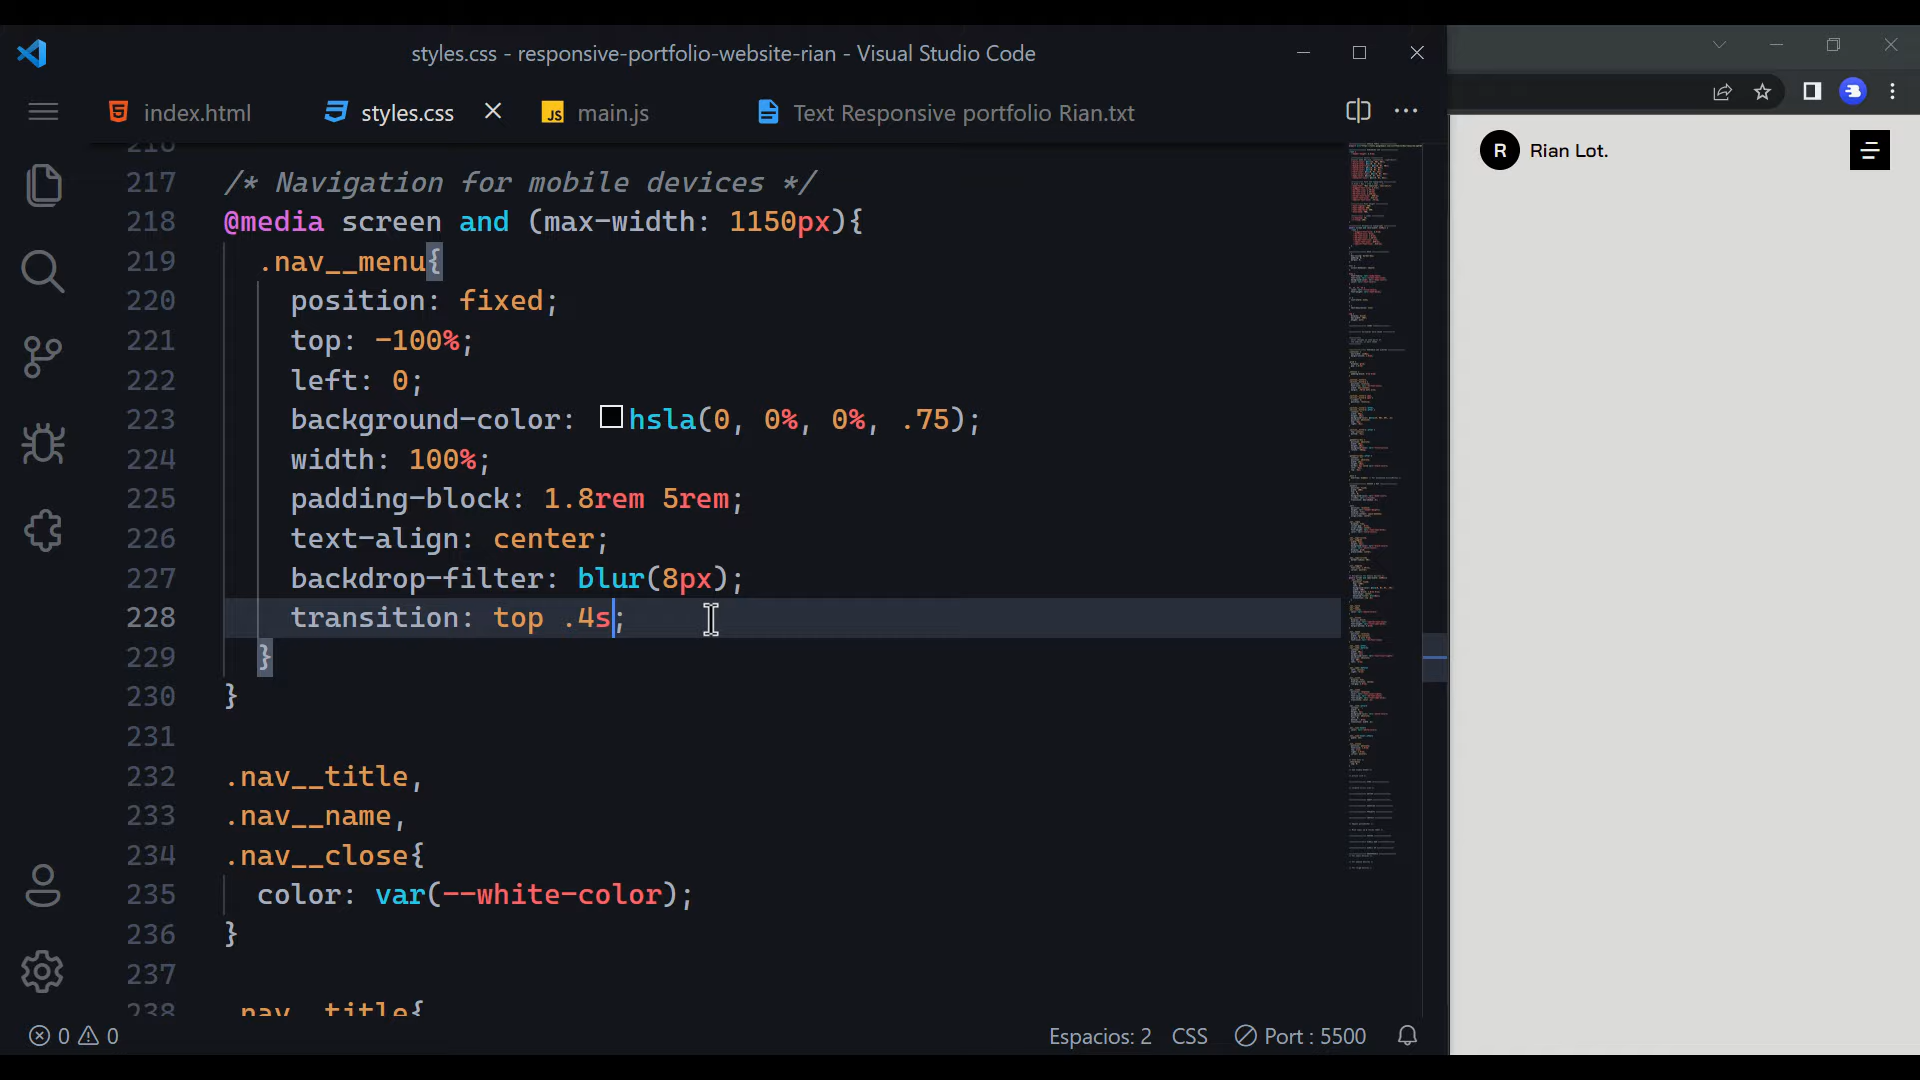 styles.css - responsive-portfolio-website-rian - Visual Studio Code
index.html styles.css JS main.js Text Responsive portfolio Rian.txt
R Rian Lot.
216
217 /* Navigation for mobile devices */
218 @media screen and (max-width: 1150px){
219 .nav__menu{
220 position: fixed;
221 top: -100%;
222 left: 0;
223 background-color: hsla(0, 0%, 0%, .75);
224 width: 100%;
225 padding-block: 1.8rem 5rem;
226 text-align: center;
227 backdrop-filter: blur(8px);
228 transition: top .4s;
229 }
230 }
231
232 .nav__title,
233 .nav__name,
234 .nav__close{
235 color: var(--white-color);
236 }
237
238 .nav__title{
0 0 Espacios: 2 CSS Port : 5500